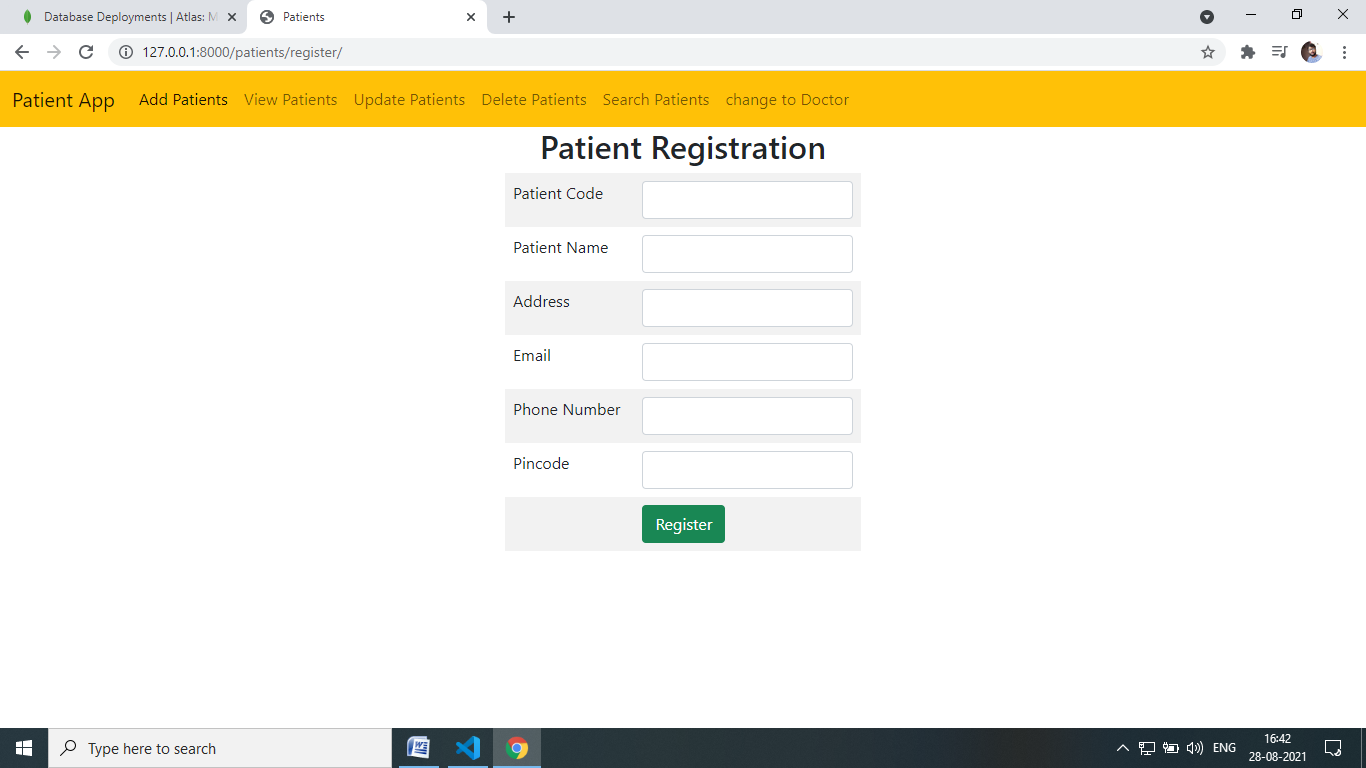 Database Deployments | Atlas: M
Patients
127.0.0.1:8000/patients/register/
Patient App Add Patients View Patients Update Patients Delete Patients Search Patients change to Doctor
Patient Registration
Patient Code
Patient Name
Address
Email
Phone Number
Pincode
Register
Type here to search
ENG
16:42
28-08-2021